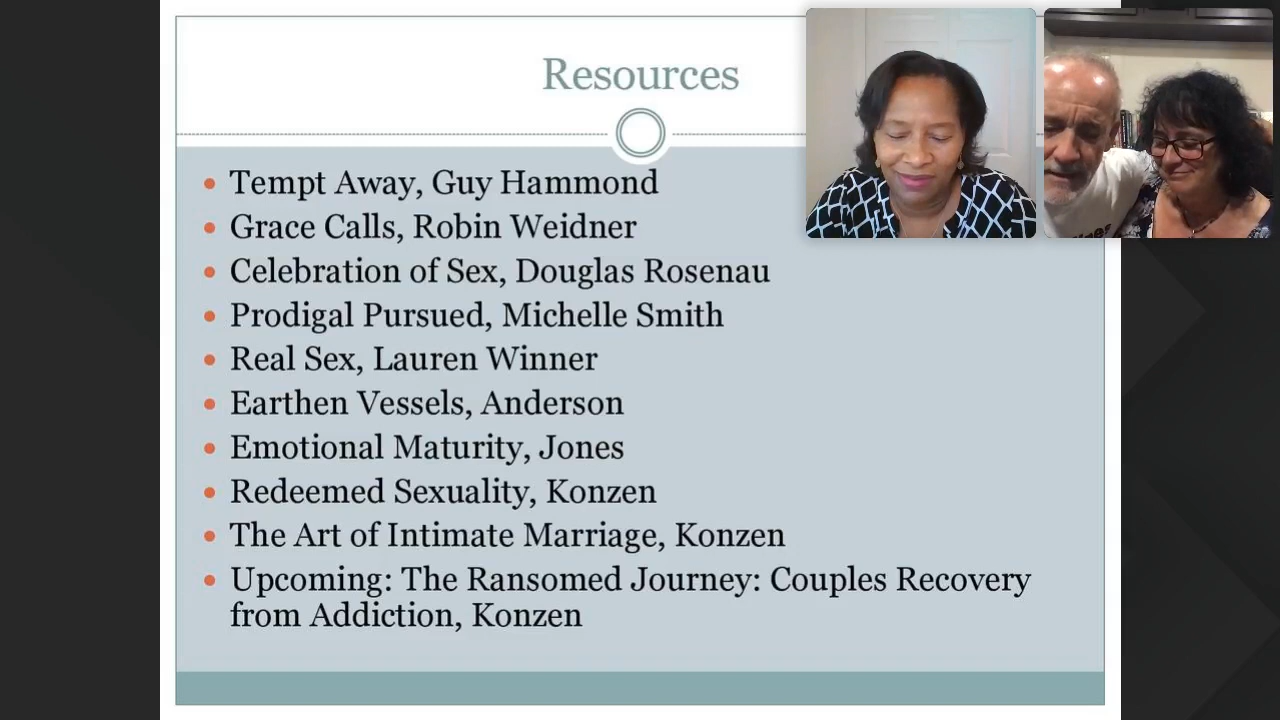 Resources
Tempt Away, Guy Hammond
Grace Calls, Robin Weidner
Celebration of Sex, Douglas Rosenau
Prodigal Pursued, Michelle Smith
Real Sex, Lauren Winner
Earthen Vessels, Anderson
Emotional Maturity, Jones
Redeemed Sexuality, Konzen
The Art of Intimate Marriage, Konzen
Upcoming: The Ransomed Journey: Couples Recovery
from Addiction, Konzen